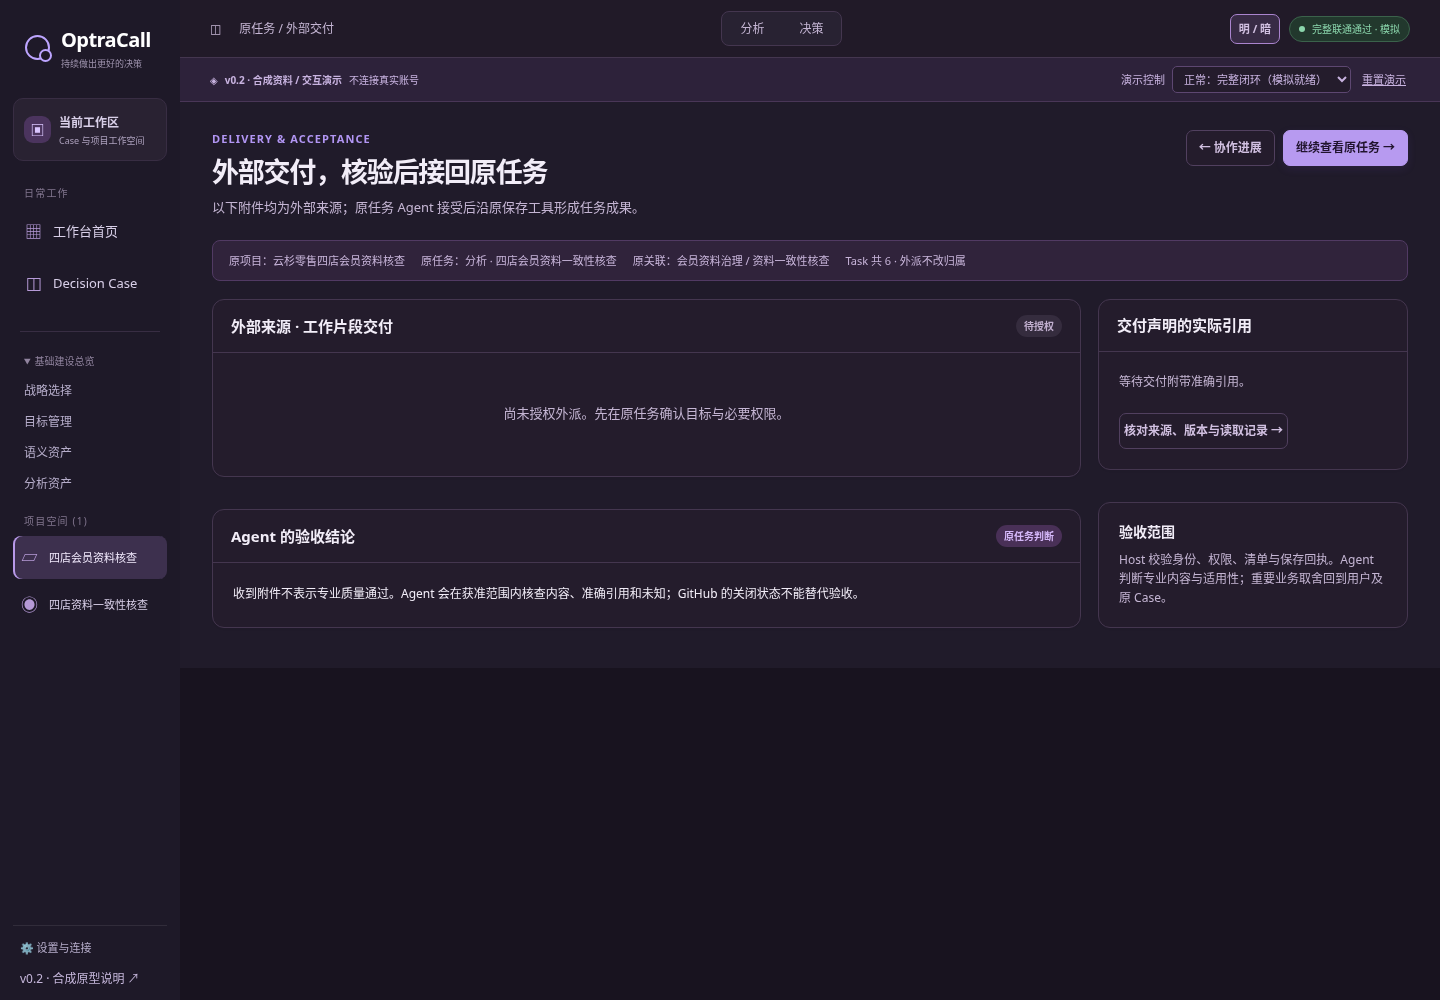 OptraCall
持续做出更好的决策
当前工作区
Case 与项目工作空间
日常工作
工作台首页
Decision Case
▼ 基础建设总览
战略选择
目标管理
语义资产
分析资产
项目空间 (1)
四店会员资料核查
四店资料一致性核查
设置与连接
v0.2 · 合成原型说明 ↗
原任务 / 外部交付
分析
决策
明 / 暗
完整联通通过 · 模拟
◈ v0.2 · 合成资料 / 交互演示 不连接真实账号
演示控制 正常：完整闭环（模拟就绪） 重置演示
DELIVERY & ACCEPTANCE
外部交付，核验后接回原任务
以下附件均为外部来源；原任务 Agent 接受后沿原保存工具形成任务成果。
← 协作进展
继续查看原任务 →
原项目：云杉零售四店会员资料核查 原任务：分析 · 四店会员资料一致性核查 原关联：会员资料治理 / 资料一致性核查 Task 共 6 · 外派不改归属
外部来源 · 工作片段交付
待授权
尚未授权外派。先在原任务确认目标与必要权限。
交付声明的实际引用
等待交付附带准确引用。
核对来源、版本与读取记录 →
Agent 的验收结论
原任务判断
收到附件不表示专业质量通过。Agent 会在获准范围内核查内容、准确引用和未知；GitHub 的关闭状态不能替代验收。
验收范围
Host 校验身份、权限、清单与保存回执。Agent
判断专业内容与适用性；重要业务取舍回到用户及
原 Case。